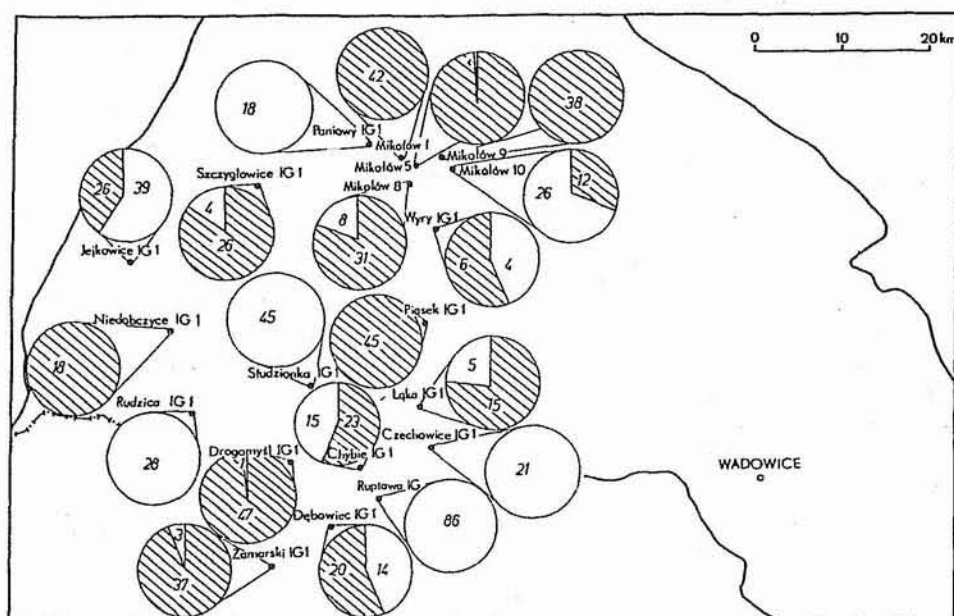 0 10 20 km
42
18
38
Paniowy IG 1
Mikołów 1
Mikołów 9
Mikołów 5
Mikołów 10
Szczygłowice IG 1
Mikołów 8
26 39
26 12
4
26
8
31
Wyry IG 1
Jejkowice IG 1
6 4
Niedobczyce IG 1
45
Piasek IG 1
45
18
Studzionka IG 1
5
15
Rudzica IG 1
15 23
Łąka IG 1
Czechowice IG 1
28
Drogomyśl IG 1
1
47
Chybie IG 1
21
WADOWICE
Ruptawa IG
86
Dębowiec IG 1
3
37
Zamarski IG 1
20 14